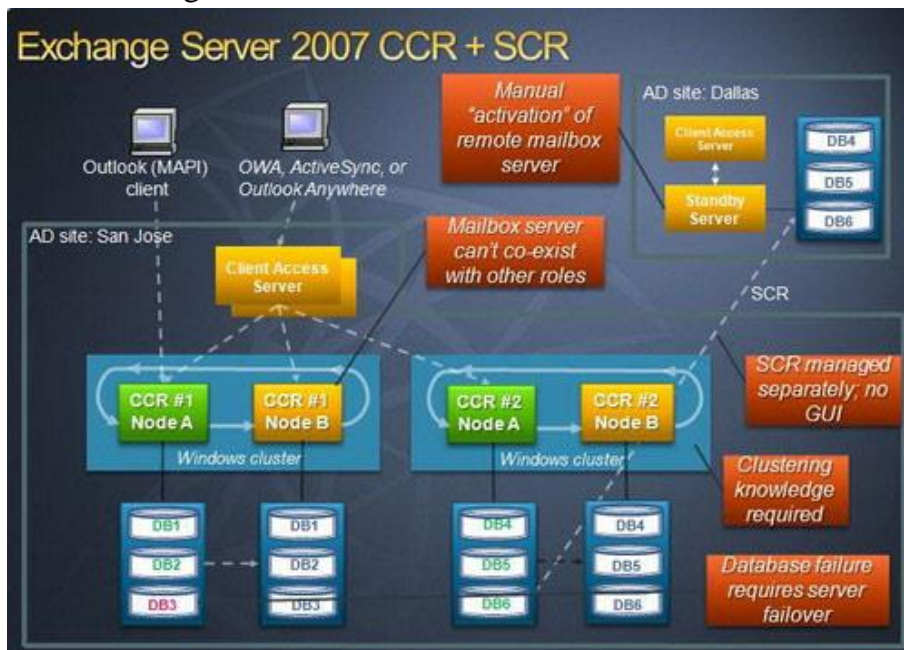 Exchange Server 2007 CCR + SCR
Outlook (MAPI)
client
OWA, ActiveSync, or
Outlook Anywhere
Manual
"activation" of
remote mailbox
server
AD site: Dallas
Client Access
Server
Standby
Server
DB4
DB5
DB6
AD site: San Jose
Client Access
Server
Mailbox server
can't co-exist
with other roles
SCR
SCR managed
separately; no
GUI
CCR #1
Node A
CCR #1
Node B
Windows cluster
CCR #2
Node A
CCR #2
Node B
Windows cluster
Clustering
knowledge
required
DB1
DB2
DB3
DB1
DB2
DB3
DB4
DB5
DB6
DB4
DB5
DB6
Database failure
requires server
failover